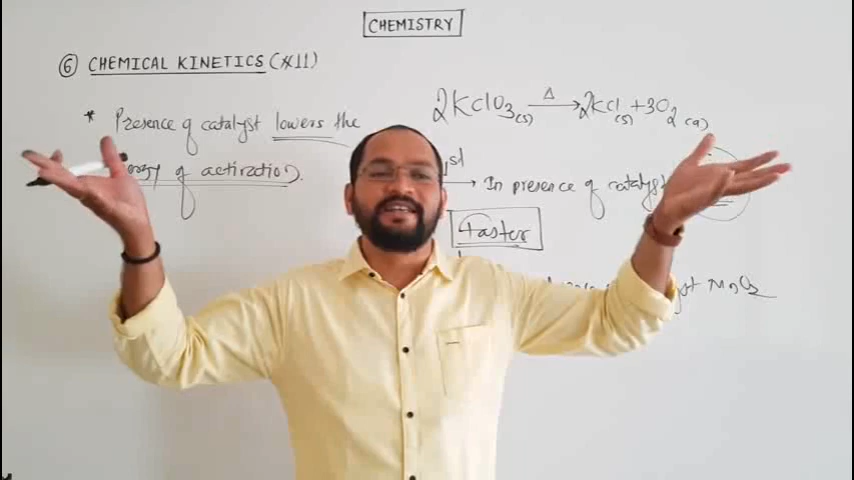 CHEMISTRY
⑥ CHEMICAL KINETICS (XII)
* Presence of catalyst lowers the
of activation.
2KClO3(s) Δ→ 2KCl(s) + 3O2(g)
→ In presence of catalyst
Faster
MnO2